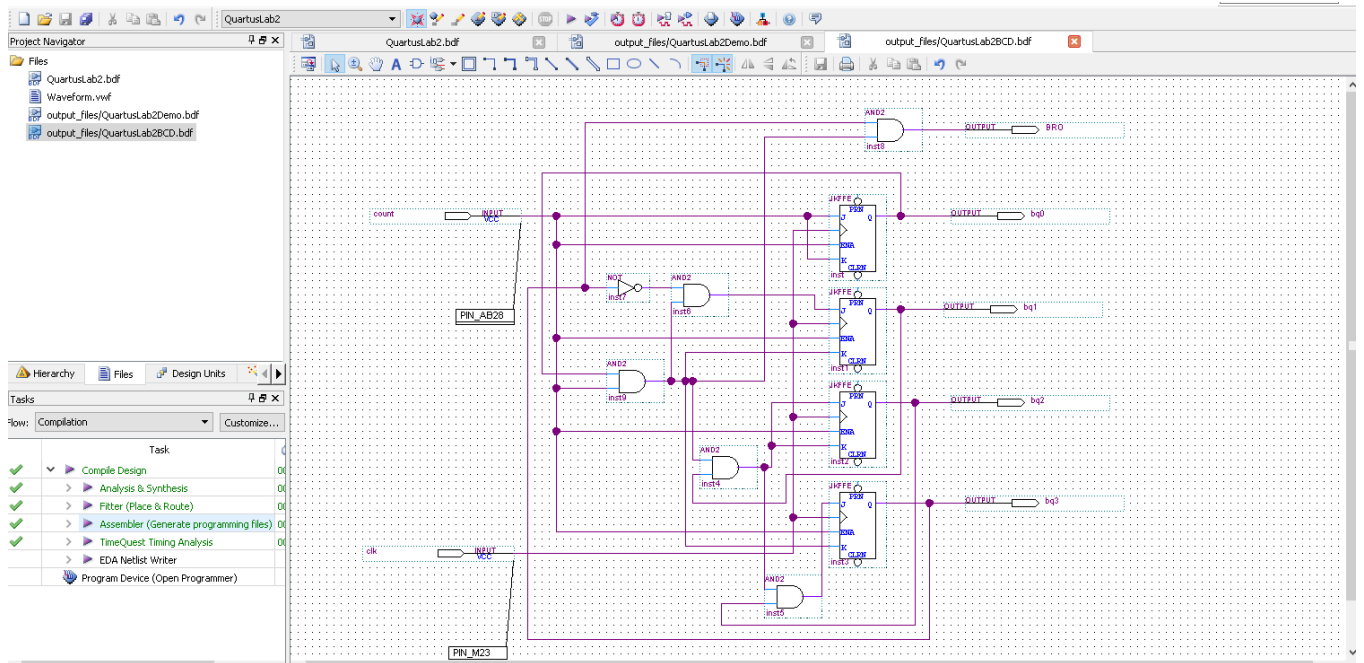 QuartusLab2
Project Navigator
Files
QuartusLab2.bdf
Waveform.vwf
output_files/QuartusLab2Demo.bdf
output_files/QuartusLab2BCD.bdf
Hierarchy
Files
Design Units
Tasks
Flow:
Compilation
Customize...
Task
Compile Design
00
Analysis & Synthesis
00
Fitter (Place & Route)
00
Assembler (Generate programming files)
00
TimeQuest Timing Analysis
00
EDA Netlist Writer
Program Device (Open Programmer)
QuartusLab2.bdf
output_files/QuartusLab2Demo.bdf
output_files/QuartusLab2BCD.bdf
AND2
inst8
OUTPUT
BRO
count
INPUT
VCC
PIN_AB28
JKFFE
PRN
J
Q
ENA
K
CLRN
inst
OUTPUT
bq0
NOT
inst7
AND2
inst6
JKFFE
PRN
J
Q
ENA
K
CLRN
inst1
OUTPUT
bq1
AND2
inst9
JKFFE
PRN
J
Q
ENA
K
CLRN
inst2
OUTPUT
bq2
AND2
inst4
JKFFE
PRN
J
Q
ENA
K
CLRN
inst3
OUTPUT
bq3
clk
INPUT
VCC
AND2
inst5
PIN_M23